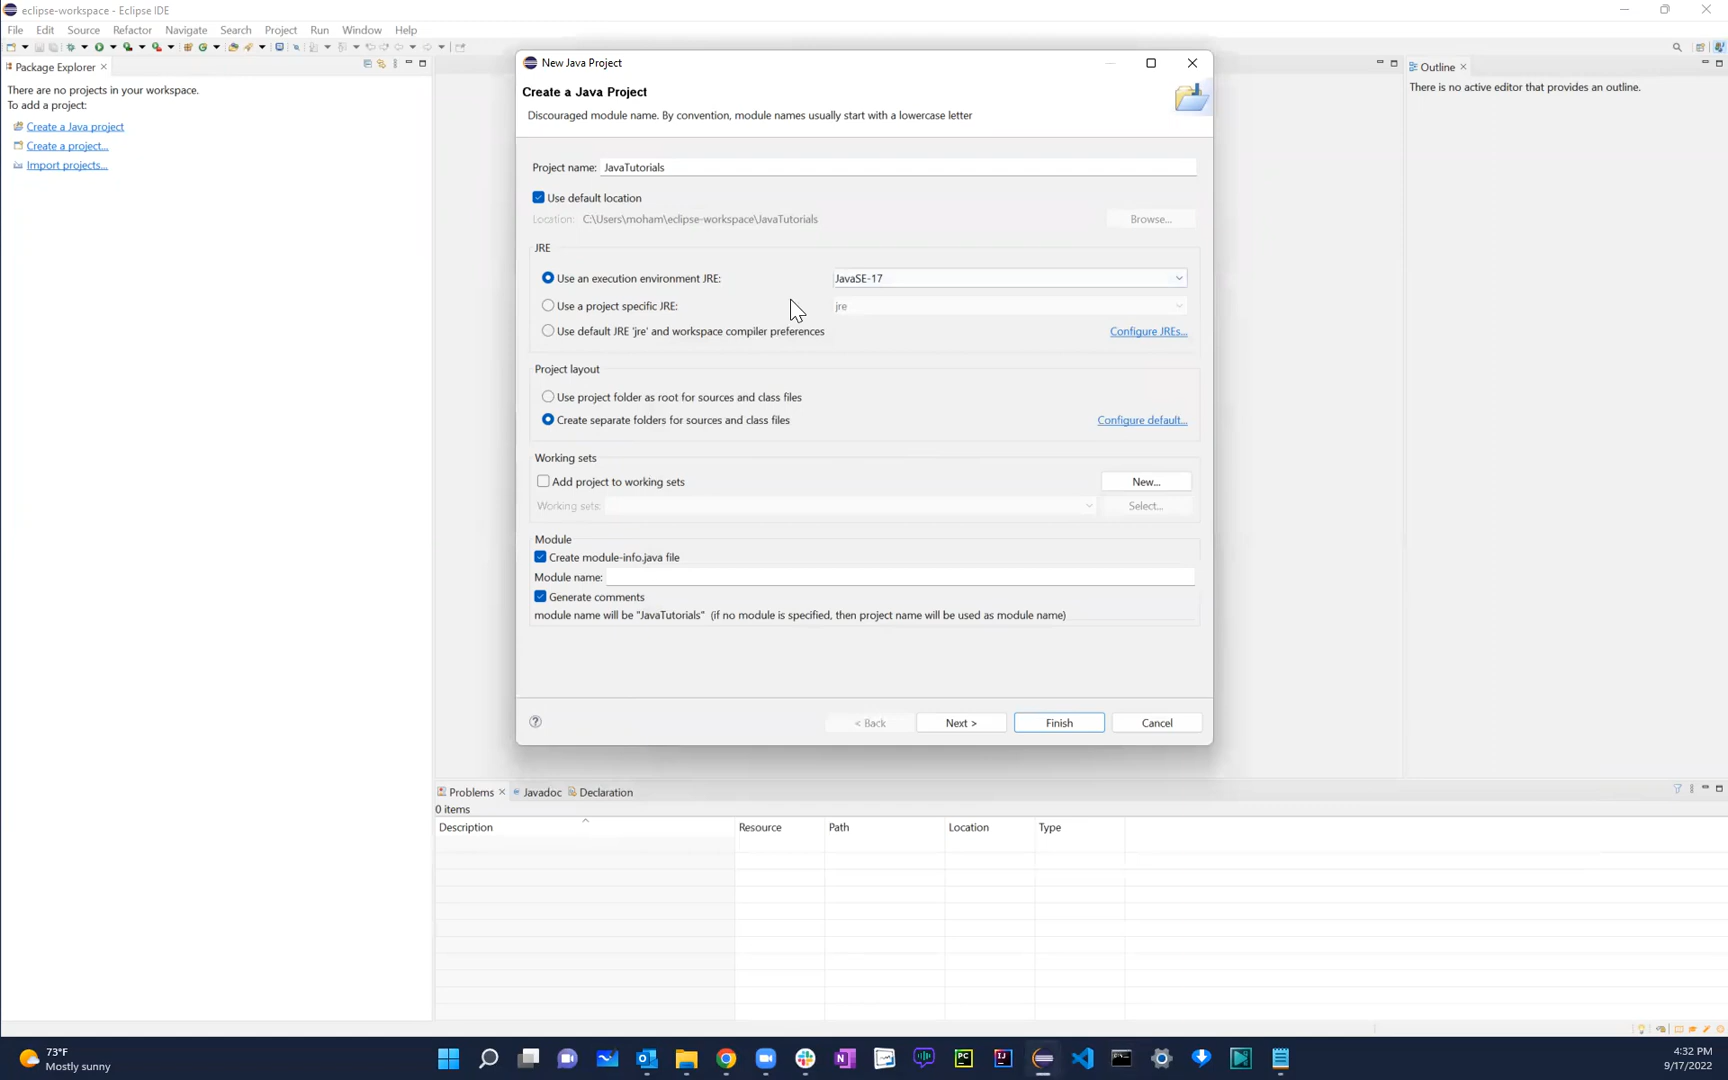 eclipse-workspace - Eclipse IDE
File Edit Source Refactor Navigate Search Project Run Window Help
Package Explorer
There are no projects in your workspace.
To add a project:
Create a Java project
Create a project...
Import projects...
New Java Project
Create a Java Project
Discouraged module name. By convention, module names usually start with a lowercase letter
Project name: JavaTutorials
Use default location
Location: C:\Users\moham\eclipse-workspace\JavaTutorials Browse...
JRE
Use an execution environment JRE: JavaSE-17
Use a project specific JRE: jre
Use default JRE 'jre' and workspace compiler preferences Configure JREs...
Project layout
Use project folder as root for sources and class files
Create separate folders for sources and class files Configure default...
Working sets
Add project to working sets New...
Working sets: Select...
Module
Create module-info.java file
Module name:
Generate comments
module name will be "JavaTutorials" (if no module is specified, then project name will be used as module name)
< Back Next > Finish Cancel
Outline
There is no active editor that provides an outline.
Problems Javadoc Declaration
0 items
Description Resource Path Location Type
73°F
Mostly sunny
4:32 PM
9/17/2022